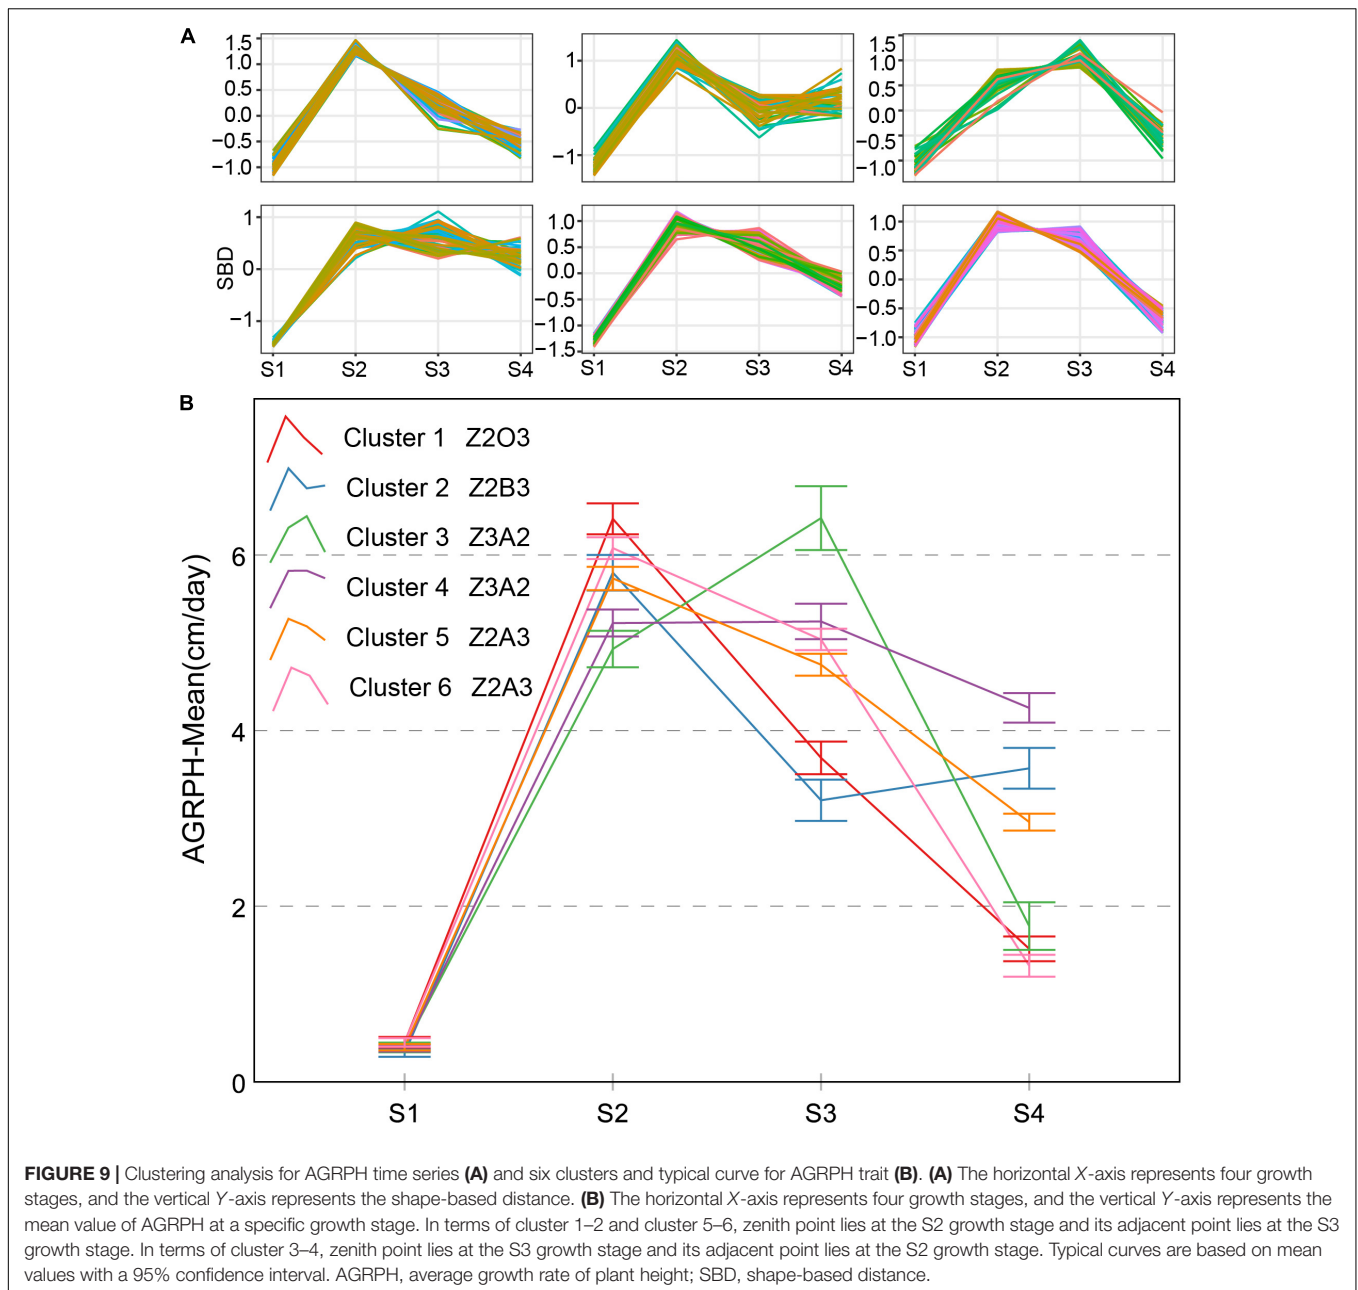 A
1.5
1.0
0.5
0.0
−0.5
−1.0
1
0
−1
1.5
1.0
0.5
0.0
−0.5
−1.0
SBD
1
0
−1
1.0
0.5
0.0
−0.5
−1.0
−1.5
1.0
0.5
0.0
−0.5
−1.0
S1 S2 S3 S4
S1 S2 S3 S4
S1 S2 S3 S4
B
Cluster 1 Z2O3
Cluster 2 Z2B3
Cluster 3 Z3A2
Cluster 4 Z3A2
Cluster 5 Z2A3
Cluster 6 Z2A3
AGRPH-Mean(cm/day)
6
4
2
0
S1 S2 S3 S4
FIGURE 9 | Clustering analysis for AGRPH time series (A) and six clusters and typical curve for AGRPH trait (B). (A) The horizontal X-axis represents four growth
stages, and the vertical Y-axis represents the shape-based distance. (B) The horizontal X-axis represents four growth stages, and the vertical Y-axis represents the
mean value of AGRPH at a specific growth stage. In terms of cluster 1–2 and cluster 5–6, zenith point lies at the S2 growth stage and its adjacent point lies at the S3
growth stage. In terms of cluster 3–4, zenith point lies at the S3 growth stage and its adjacent point lies at the S2 growth stage. Typical curves are based on mean
values with a 95% confidence interval. AGRPH, average growth rate of plant height; SBD, shape-based distance.